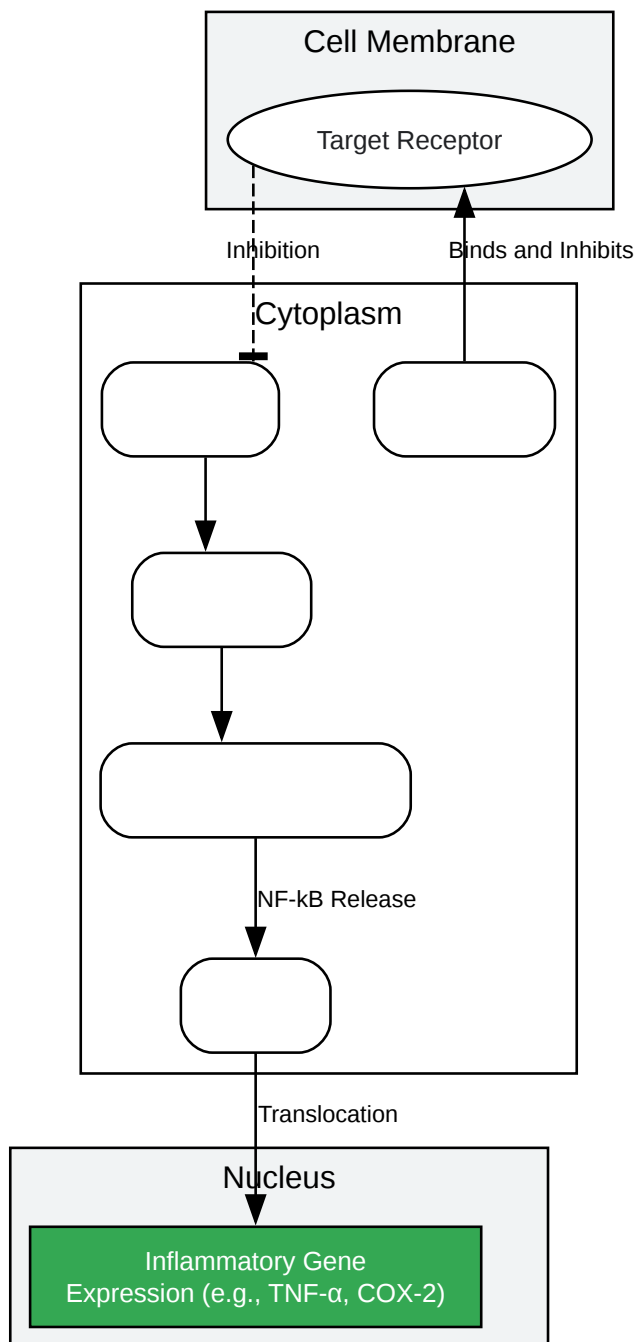 Cell Membrane
Target Receptor
Inhibition
Binds and Inhibits
Cytoplasm
NF-kB Release
Translocation
Nucleus
Inflammatory Gene
Expression (e.g., TNF-α, COX-2)